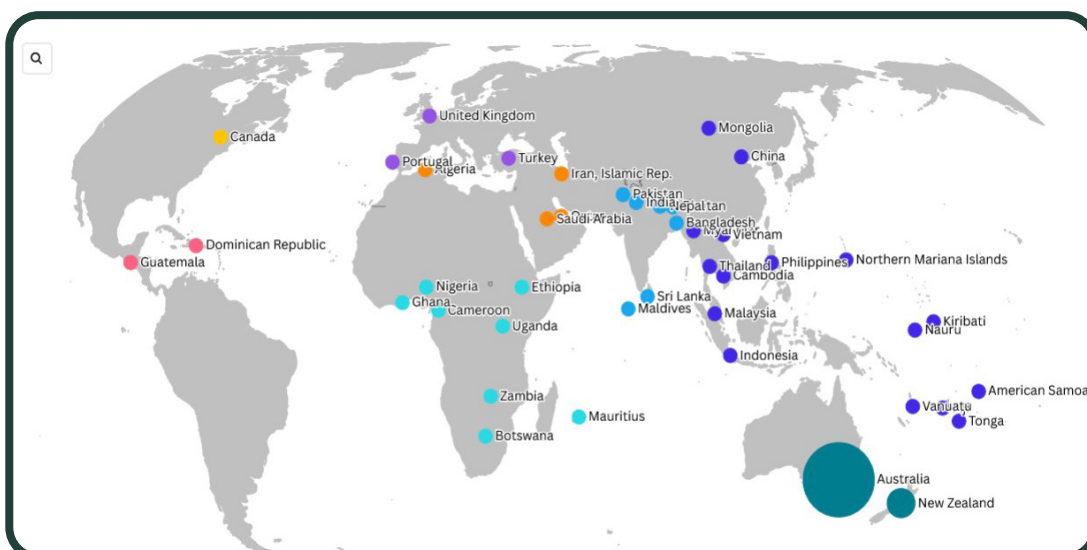 United Kingdom
Mongolia
Canada
China
Portugal
Turkey
Algeria
Iran, Islamic Rep.
Pakistan
India
Nepal
Bangladesh
Saudi Arabia
Vietnam
Dominican Republic
Guatemala
Northern Mariana Islands
Philippines
Thailand
Cambodia
Nigeria
Ethiopia
Sri Lanka
Ghana
Cameroon
Maldives
Malaysia
Uganda
Kiribati
Nauru
Indonesia
American Samoa
Zambia
Vanuatu
Mauritius
Tonga
Botswana
Australia
New Zealand